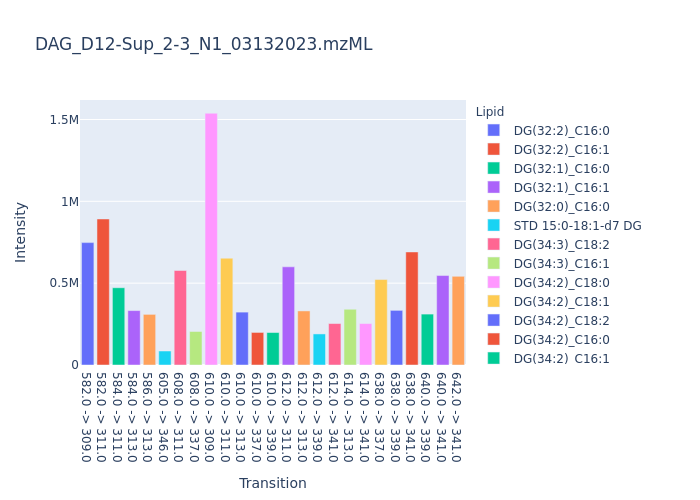 DAG_D12-Sup_2-3_N1_03132023.mzML
Intensity
1.5M
1M
0.5M
0
582.0 -> 309.0
582.0 -> 311.0
584.0 -> 311.0
584.0 -> 313.0
586.0 -> 313.0
605.0 -> 346.0
608.0 -> 311.0
608.0 -> 337.0
610.0 -> 309.0
610.0 -> 311.0
610.0 -> 313.0
610.0 -> 337.0
610.0 -> 339.0
612.0 -> 311.0
612.0 -> 313.0
612.0 -> 339.0
612.0 -> 341.0
614.0 -> 313.0
614.0 -> 341.0
638.0 -> 337.0
638.0 -> 339.0
638.0 -> 341.0
640.0 -> 339.0
640.0 -> 341.0
642.0 -> 341.0
Transition
Lipid
DG(32:2)_C16:0
DG(32:2)_C16:1
DG(32:1)_C16:0
DG(32:1)_C16:1
DG(32:0)_C16:0
STD 15:0-18:1-d7 DG
DG(34:3)_C18:2
DG(34:3)_C16:1
DG(34:2)_C18:0
DG(34:2)_C18:1
DG(34:2)_C18:2
DG(34:2)_C16:0
DG(34:2)_C16:1